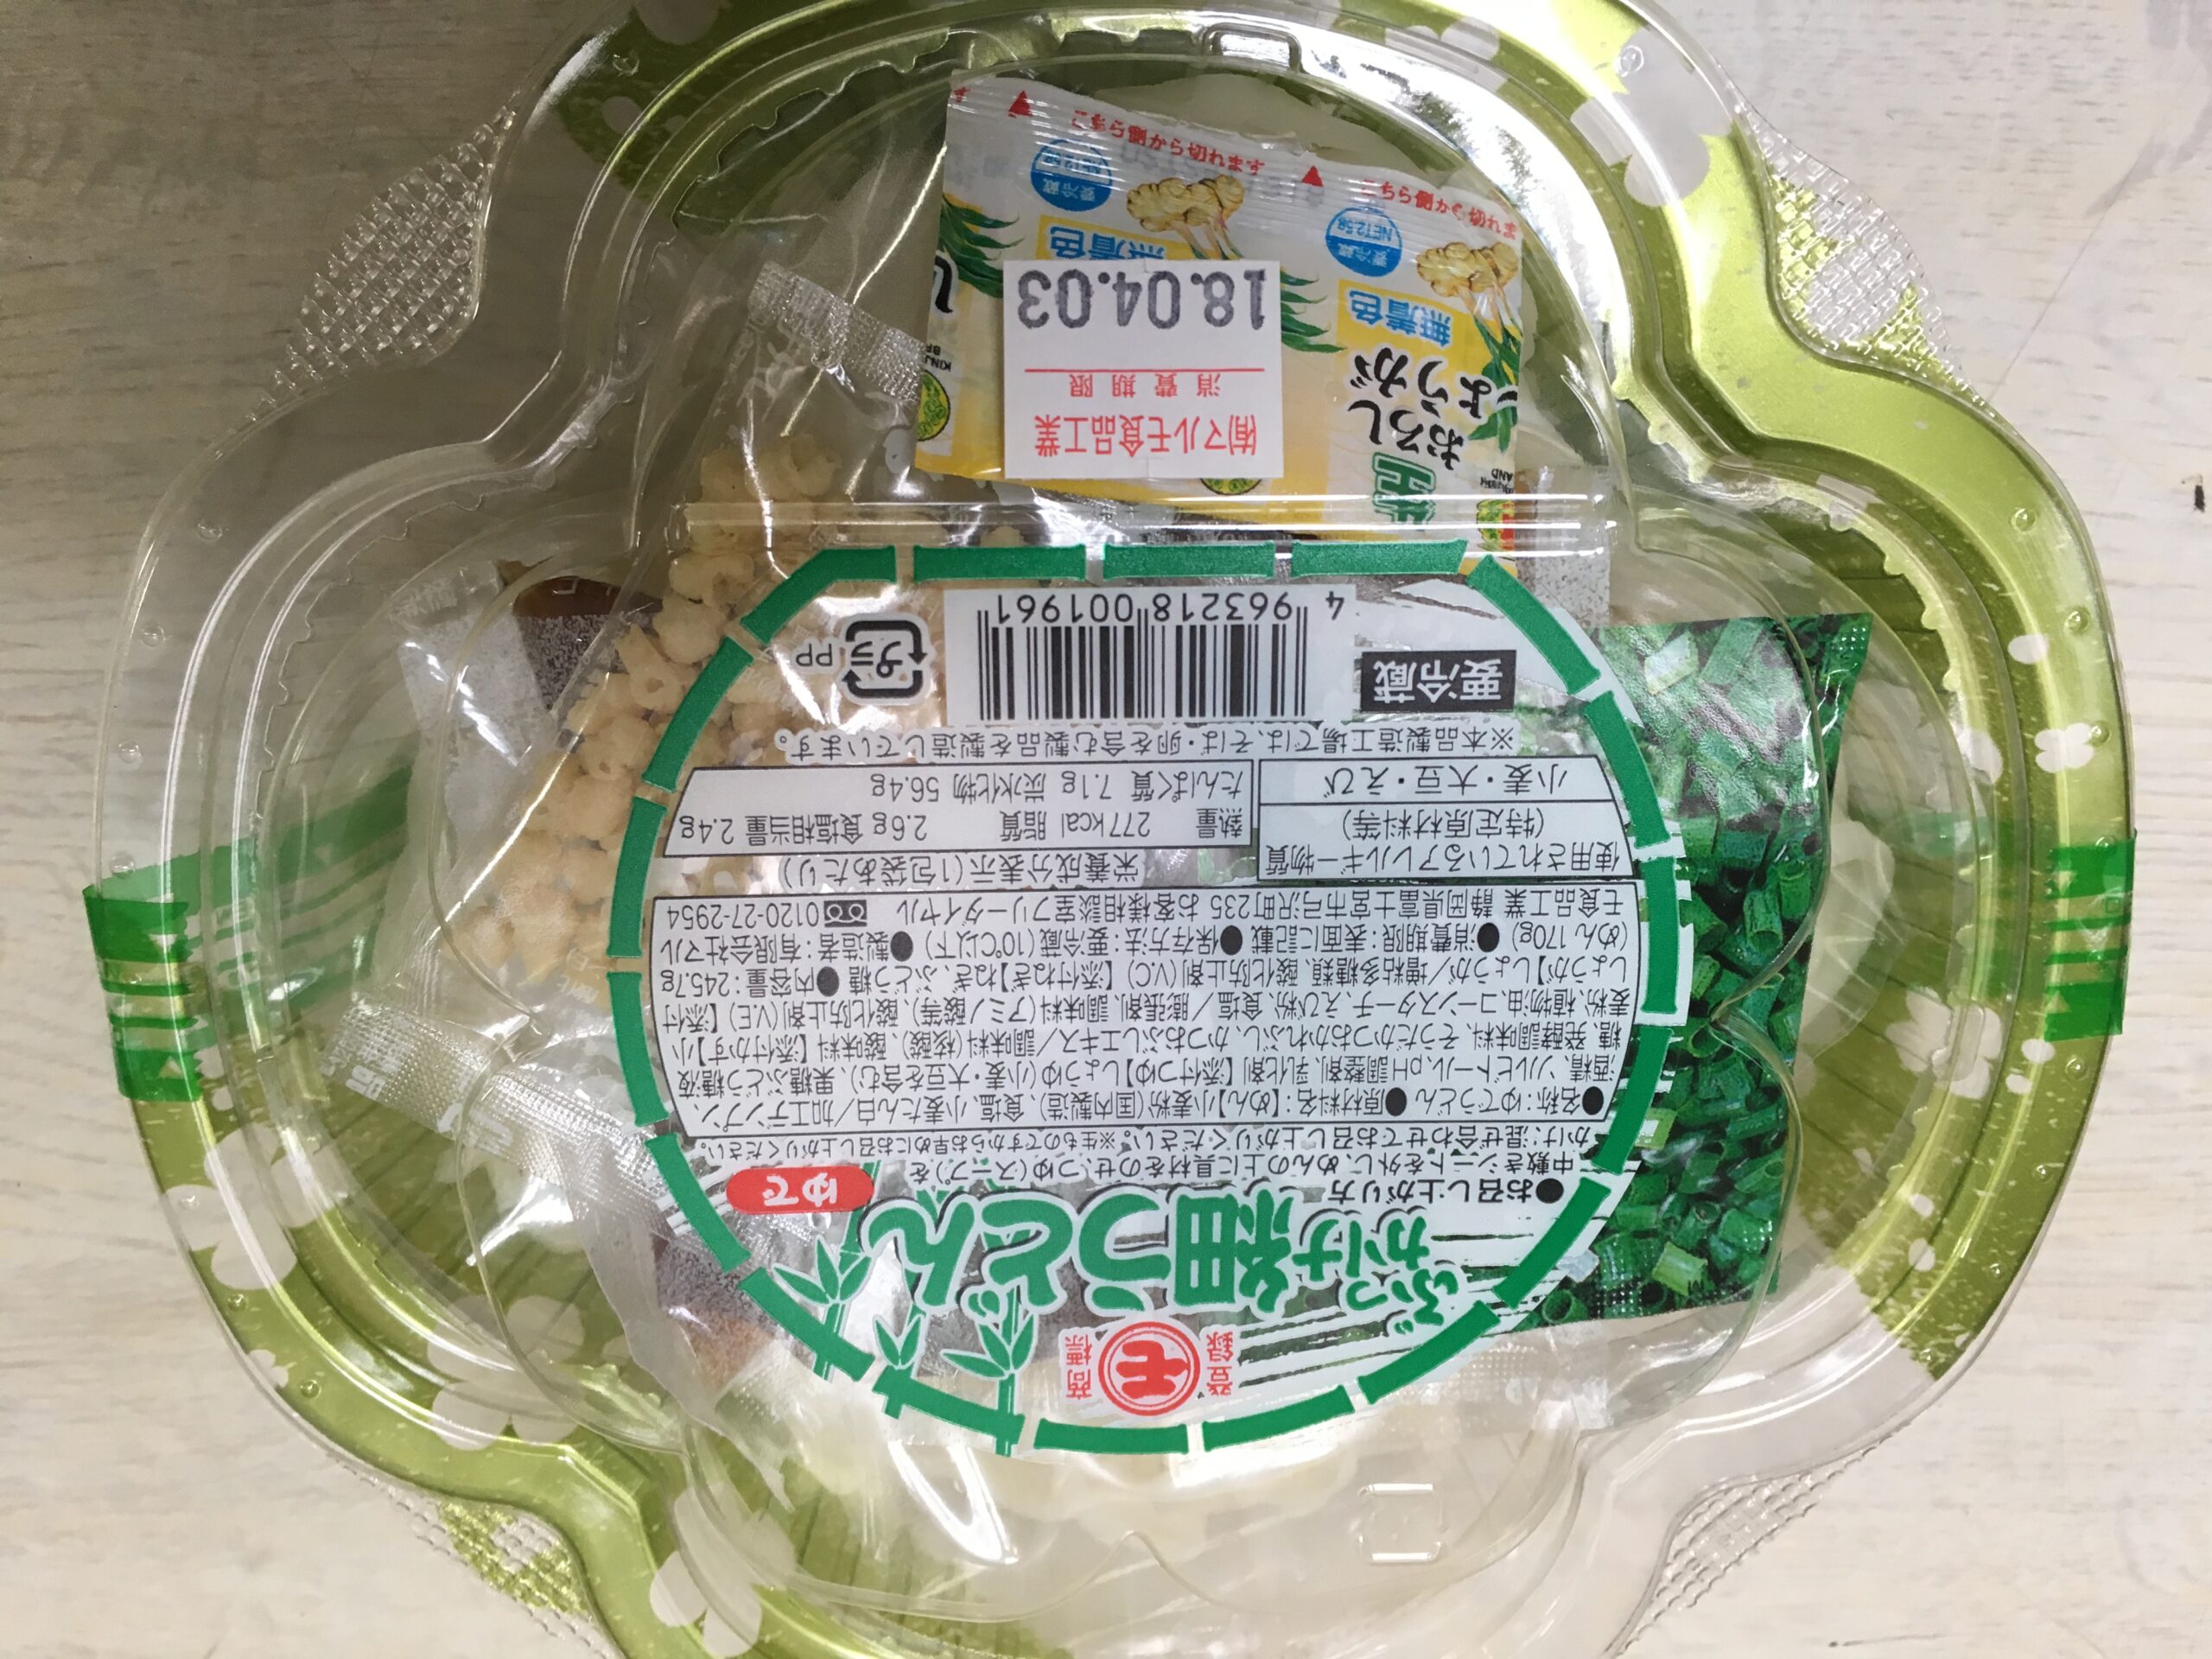 登録
商標
モ
ぶっかけ細うどん
ゆで
●お召し上がり方
中敷きシートを外し、めんの上に具材をのせ、つゆ(スープ)を
かけ、混ぜ合わせてお召し上がりください。※生ものですからお早めにお召し上がりください。
●名称:ゆでうどん ●原材料名:【めん】小麦粉(国内製造)、食塩、小麦たん白/加工デンプン、
酒精、ソルビトール、pH調整剤、乳化剤【添付つゆ】しょうゆ(小麦・大豆を含む)、果糖ぶどう糖液
糖、発酵調味料、そうだかつおかれぶし、かつおぶしエキス/調味料(核酸)、酸味料【添付かす】小
麦粉、植物油、コーンスターチ、えび粉、食塩/膨張剤、調味料(アミノ酸等)、酸化防止剤(VE)【添付
しょうが】しょうが/増粘多糖類、酸化防止剤(VC)【添付ねぎ】ねぎ、ぶどう糖 ●内容量:245.7g
(めん170g) ●消費期限:表面に記載 ●保存方法:要冷蔵(10℃以下) ●製造者:有限会社マル
モ食品工業 静岡県富士宮市弓沢町235 お客様相談室フリーダイヤル 0120-27-2954
使用されているアレルギー物質
(特定原材料等)
小麦・大豆・えび
栄養成分表示(1包装あたり)
熱量 277kcal 脂質 2.6g 食塩相当量 2.4g
たんぱく質 7.1g 炭水化物 56.4g
※本品製造工場では、そば・卵を含む製品を製造しています。
要冷蔵
4 963218 001961
プラ
PP
㈲マルモ食品工業
消費期限
18.04.03
生
おろし
しょうが
無着色
要冷蔵
NET2.5g
こちら側から切れます
無着色
要冷蔵
こちら側から切れま